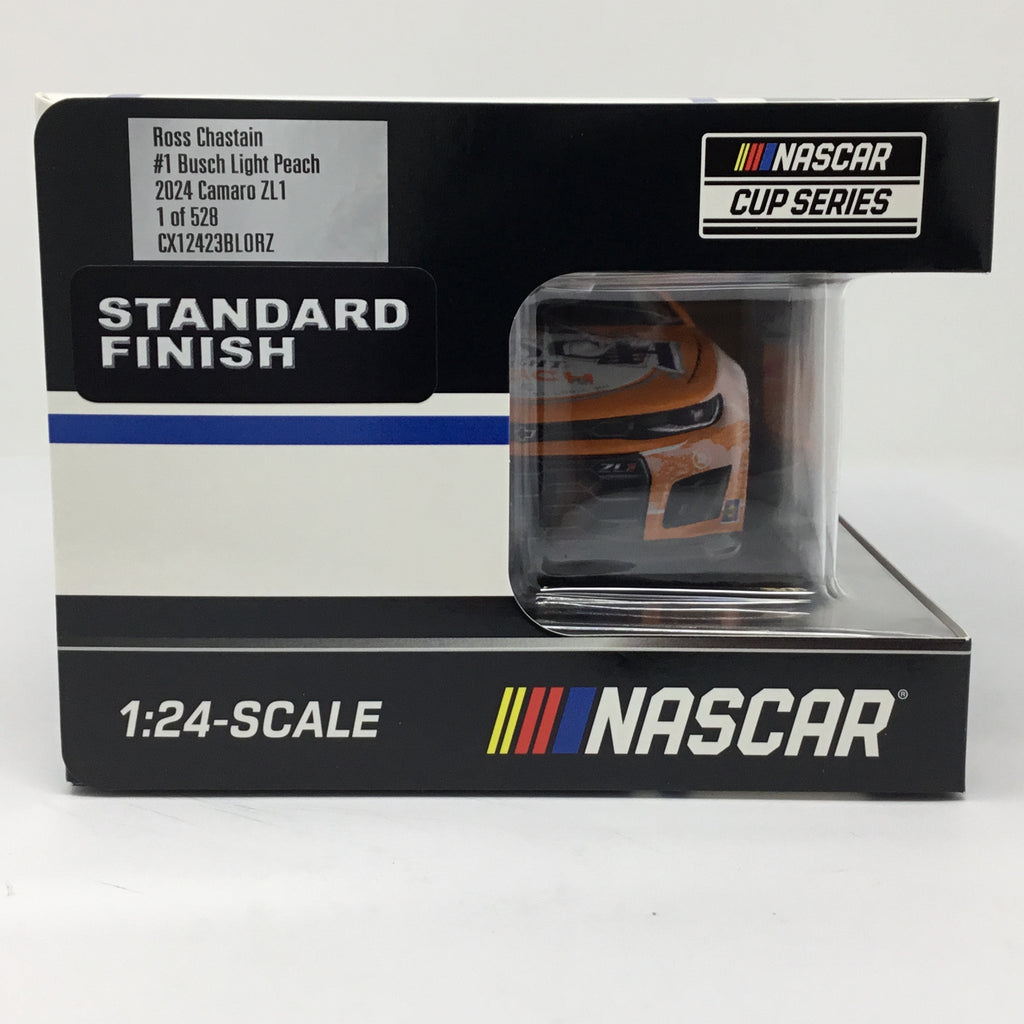 Ross Chastain
#1 Busch Light Peach
2024 Camaro ZL1
1 of 528
CX12423BLORZ
NASCAR
CUP SERIES
STANDARD
FINISH
ZL1
1:24-SCALE
NASCAR®